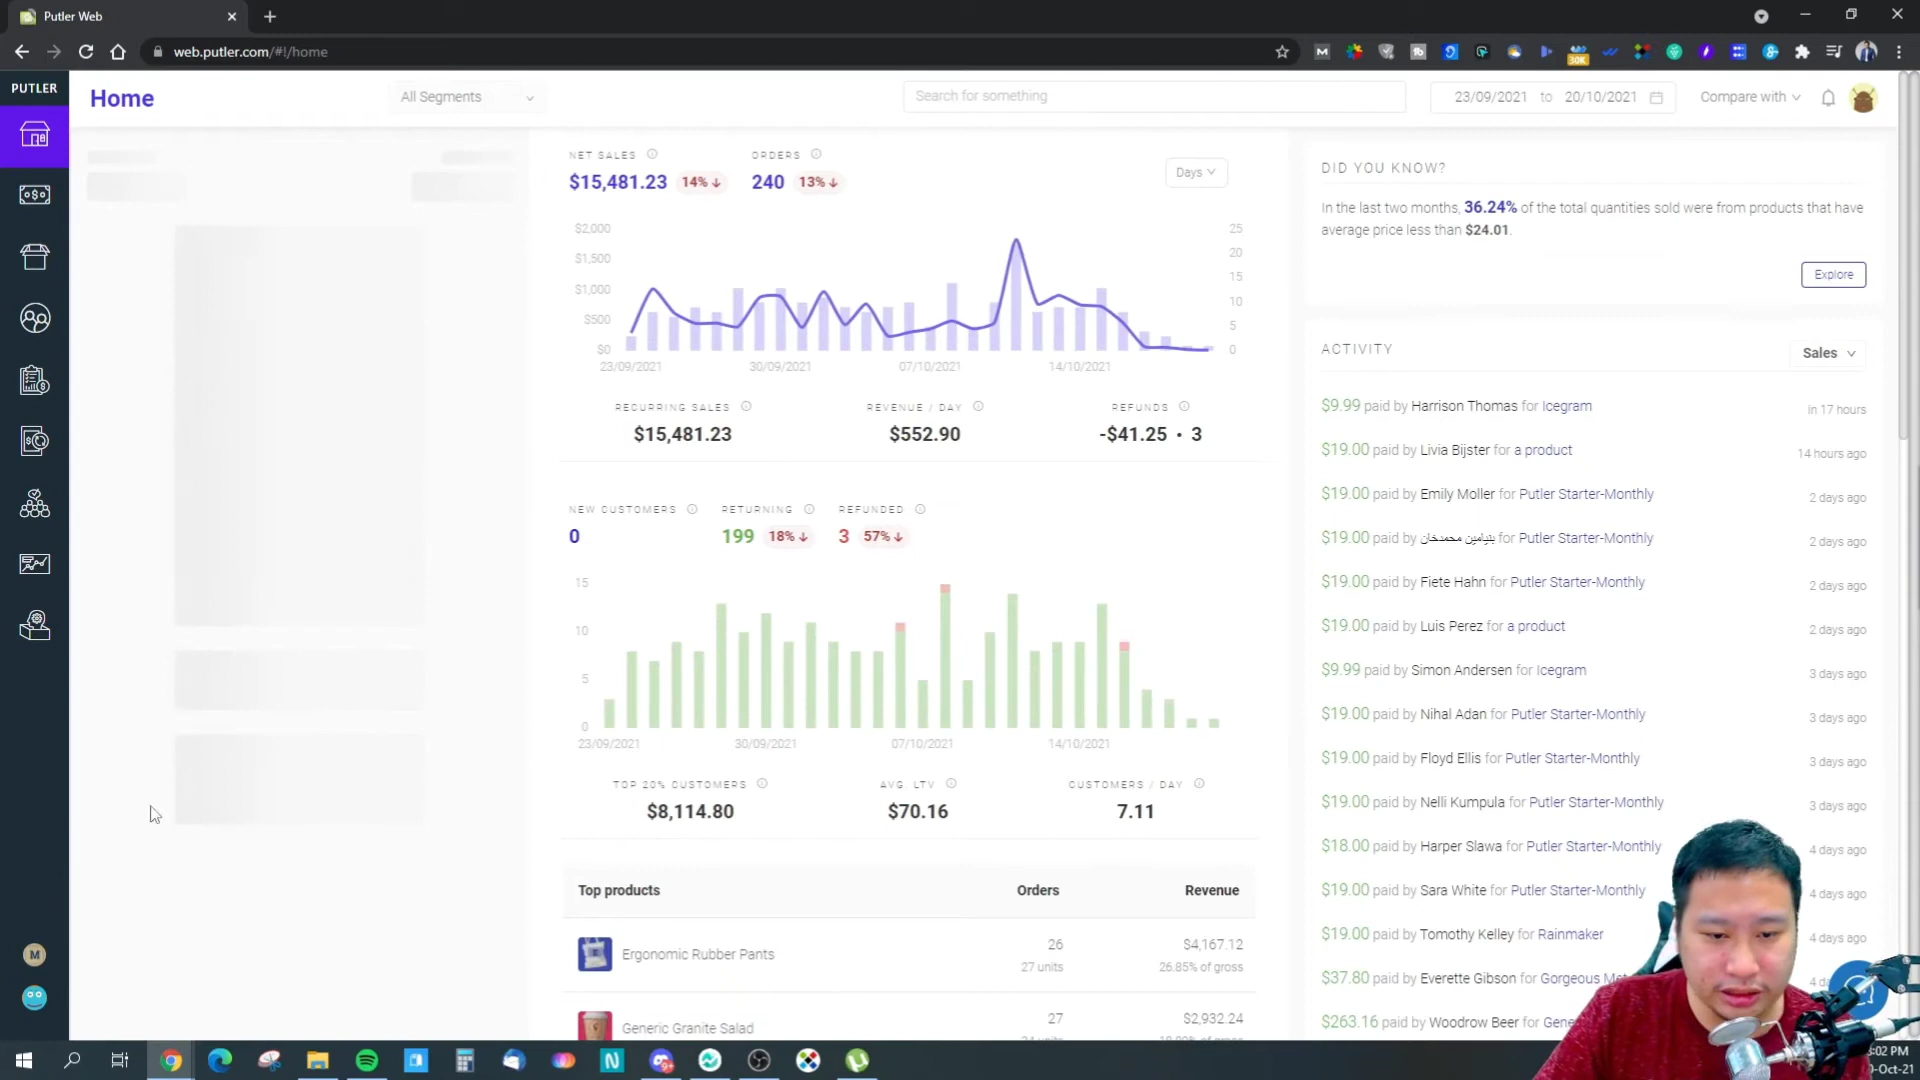 Putler Web
web.putler.com/#!/home
30K
PUTLER
Home
All Segments
Search for something
23/09/2021 to 20/10/2021
Compare with
NET SALES
$15,481.23 14%
ORDERS
240 13%
Days
$2,000
$1,500
$1,000
$500
$0
25
20
15
10
5
0
23/09/2021 30/09/2021 07/10/2021 14/10/2021
RECURRING SALES
$15,481.23
REVENUE / DAY
$552.90
REFUNDS
-$41.25 • 3
NEW CUSTOMERS
0
RETURNING
199 18%
REFUNDED
3 57%
15
10
5
0
23/09/2021 30/09/2021 07/10/2021 14/10/2021
TOP 20% CUSTOMERS
$8,114.80
AVG. LTV
$70.16
CUSTOMERS / DAY
7.11
Top products Orders Revenue
Ergonomic Rubber Pants 26 $4,167.12
27 units 26.85% of gross
Generic Granite Salad 27 $2,932.24
DID YOU KNOW?
In the last two months, 36.24% of the total quantities sold were from products that have
average price less than $24.01.
Explore
ACTIVITY
Sales
$9.99 paid by Harrison Thomas for Icegram in 17 hours
$19.00 paid by Livia Bijster for a product 14 hours ago
$19.00 paid by Emily Moller for Putler Starter-Monthly 2 days ago
$19.00 paid by بنیامین محمدخان for Putler Starter-Monthly 2 days ago
$19.00 paid by Fiete Hahn for Putler Starter-Monthly 2 days ago
$19.00 paid by Luis Perez for a product 2 days ago
$9.99 paid by Simon Andersen for Icegram 3 days ago
$19.00 paid by Nihal Adan for Putler Starter-Monthly 3 days ago
$19.00 paid by Floyd Ellis for Putler Starter-Monthly 3 days ago
$19.00 paid by Nelli Kumpula for Putler Starter-Monthly 3 days ago
$18.00 paid by Harper Slawa for Putler Starter-Monthly 4 days ago
$19.00 paid by Sara White for Putler Starter-Monthly 4 days ago
$19.00 paid by Tomothy Kelley for Rainmaker 4 days ago
$37.80 paid by Everette Gibson for Gorgeous
$263.16 paid by Woodrow Beer for
M
:02 PM
-Oct-21